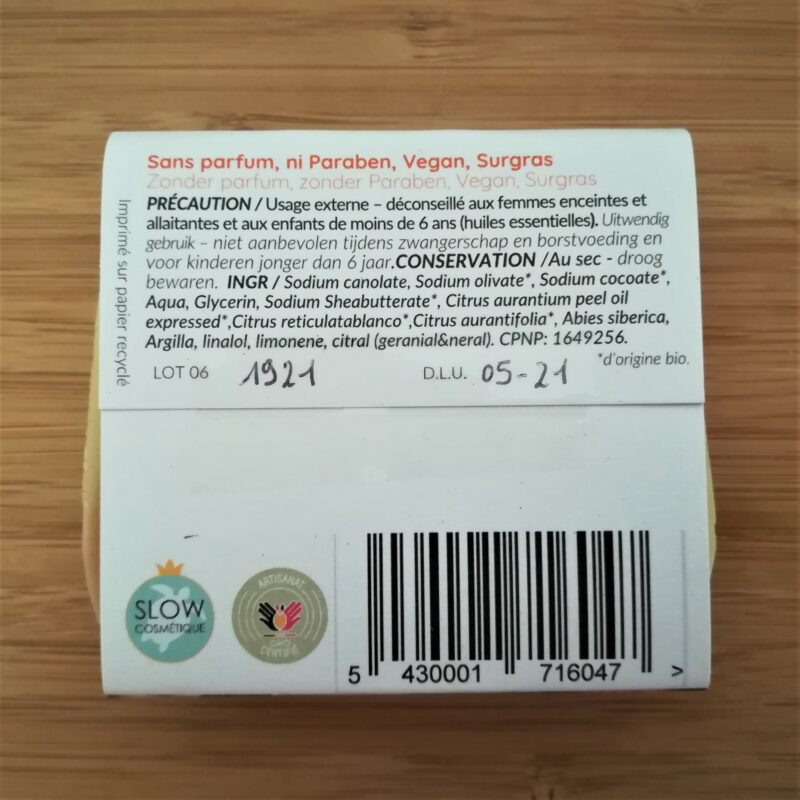 Sans parfum, ni Paraben, Vegan, Surgras
Zonder parfum, zonder Paraben, Vegan, Surgras
PRÉCAUTION / Usage externe – déconseillé aux femmes enceintes et
allaitantes et aux enfants de moins de 6 ans (huiles essentielles). Uitwendig
gebruik – niet aanbevolen tijdens zwangerschap en borstvoeding en
voor kinderen jonger dan 6 jaar.CONSERVATION /Au sec - droog
bewaren. INGR / Sodium canolate, Sodium olivate*, Sodium cocoate*,
Aqua, Glycerin, Sodium Sheabutterate*, Citrus aurantium peel oil
expressed*,Citrus reticulatablanco*,Citrus aurantifolia*, Abies siberica,
Argilla, linalol, limonene, citral (geranial&neral). CPNP: 1649256.
*d'origine bio.
LOT 06 1921 D.L.U. 05-21
Imprimé sur papier recyclé
SLOW
COSMÉTIQUE
ARTISANAT
CERTIFIÉ
5 430001 716047 >